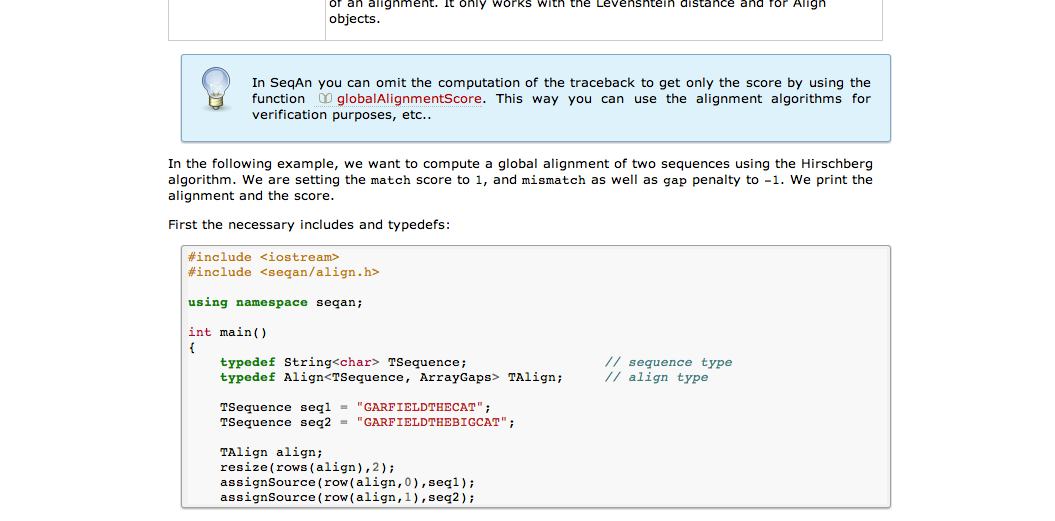 of an alignment. It only works with the Levenshtein distance and for Align
objects.
In SeqAn you can omit the computation of the traceback to get only the score by using the
function globalAlignmentScore. This way you can use the alignment algorithms for
verification purposes, etc..
In the following example, we want to compute a global alignment of two sequences using the Hirschberg
algorithm. We are setting the match score to 1, and mismatch as well as gap penalty to -1. We print the
alignment and the score.
First the necessary includes and typedefs:
#include <iostream>
#include <seqan/align.h>
using namespace seqan;
int main()
{
typedef String<char> TSequence; // sequence type
typedef Align<TSequence, ArrayGaps> TAlign; // align type
TSequence seq1 = "GARFIELDTHECAT";
TSequence seq2 = "GARFIELDTHEBIGCAT";
TAlign align;
resize(rows(align),2);
assignSource(row(align,0),seq1);
assignSource(row(align,1),seq2);